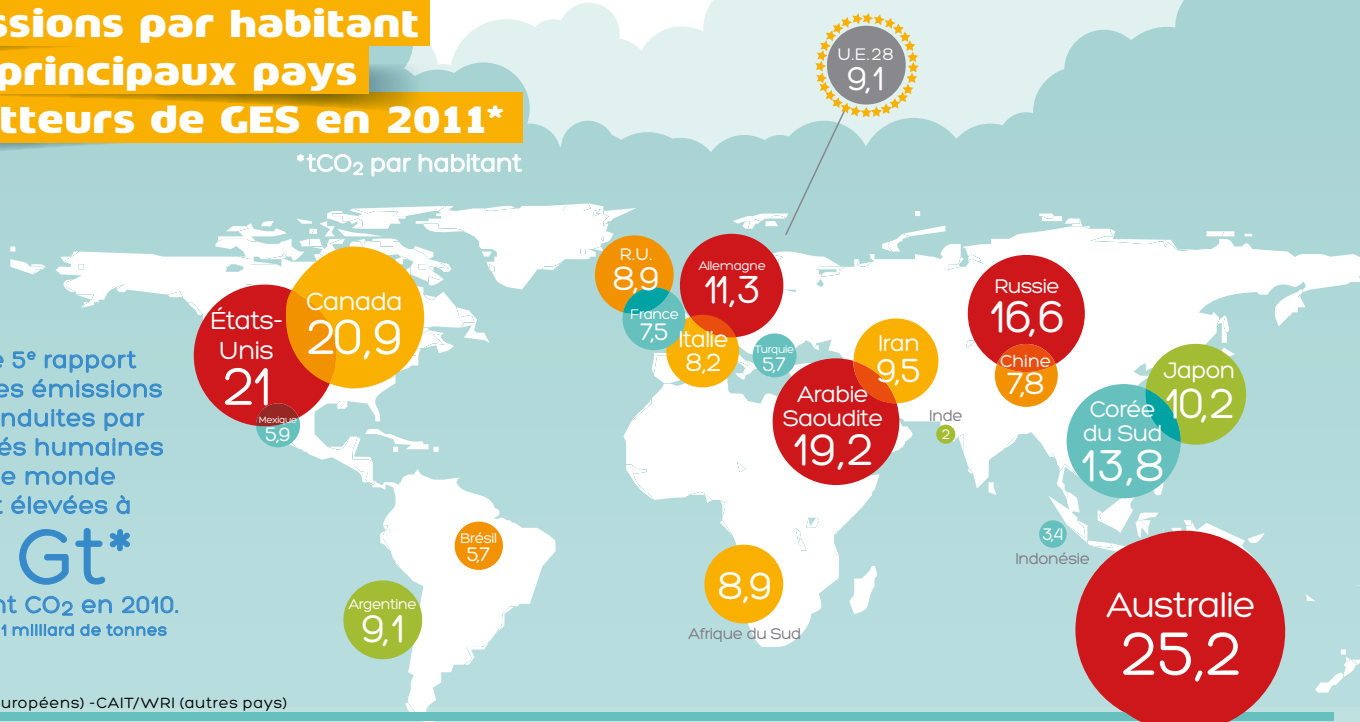 ssions par habitant
principaux pays
tteurs de GES en 2011*
*tCO2 par habitant
U.E.28
9,1
R.U.
8,9
Allemagne
11,3
France
7,5
Italie
8,2
Turquie
5,7
Russie
16,6
Chine
7,8
Iran
9,5
Canada
20,9
États-
Unis
21
Mexique
5,9
Arabie
Saoudite
19,2
Inde
2
Japon
10,2
Corée
du Sud
13,8
e 5e rapport
es émissions
nduites par
és humaines
e monde
t élevées à
Gt*
nt CO2 en 2010.
1 milliard de tonnes
Brésil
5,7
Argentine
9,1
8,9
Afrique du Sud
3,4
Indonésie
Australie
25,2
uropéens) -CAIT/WRI (autres pays)